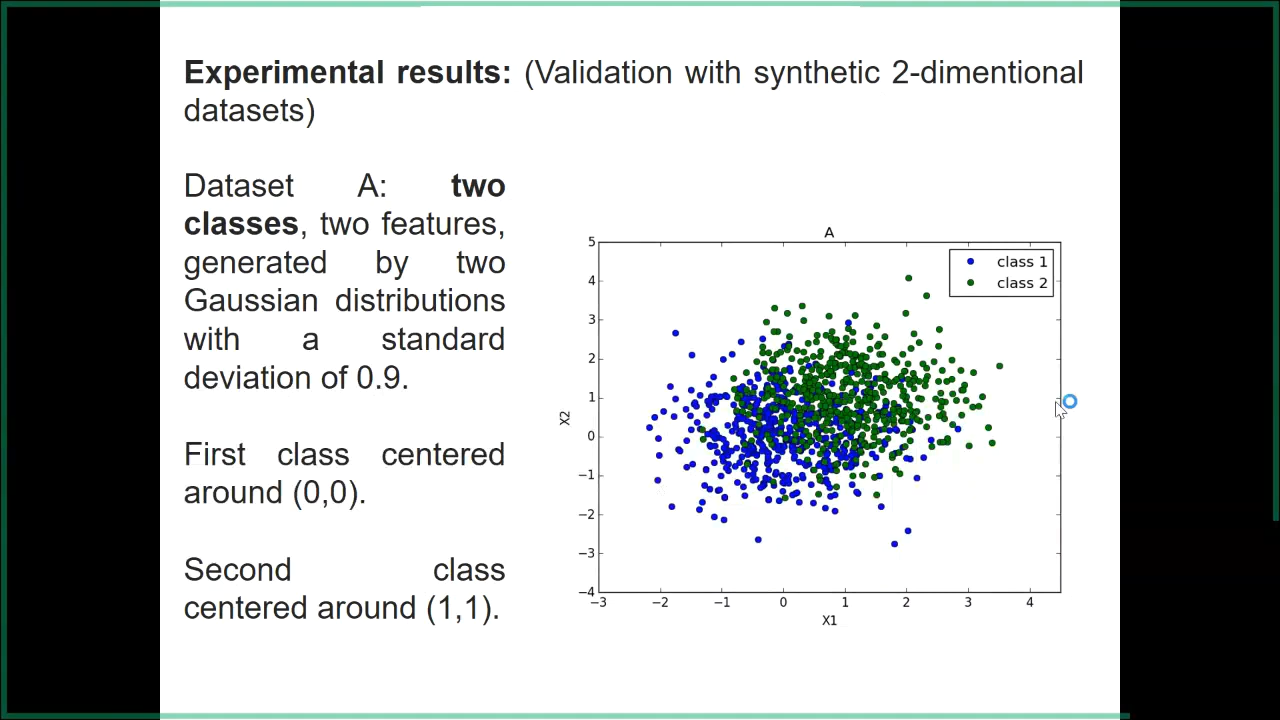 Experimental results: (Validation with synthetic 2-dimentional
datasets)
Dataset A: two
classes, two features,
generated by two
Gaussian distributions
with a standard
deviation of 0.9.
First class centered
around (0,0).
Second class
centered around (1,1).
A
class 1
class 2
5
4
3
2
1
0
−1
−2
−3
−4
X2
−3 −2 −1 0 1 2 3 4
X1